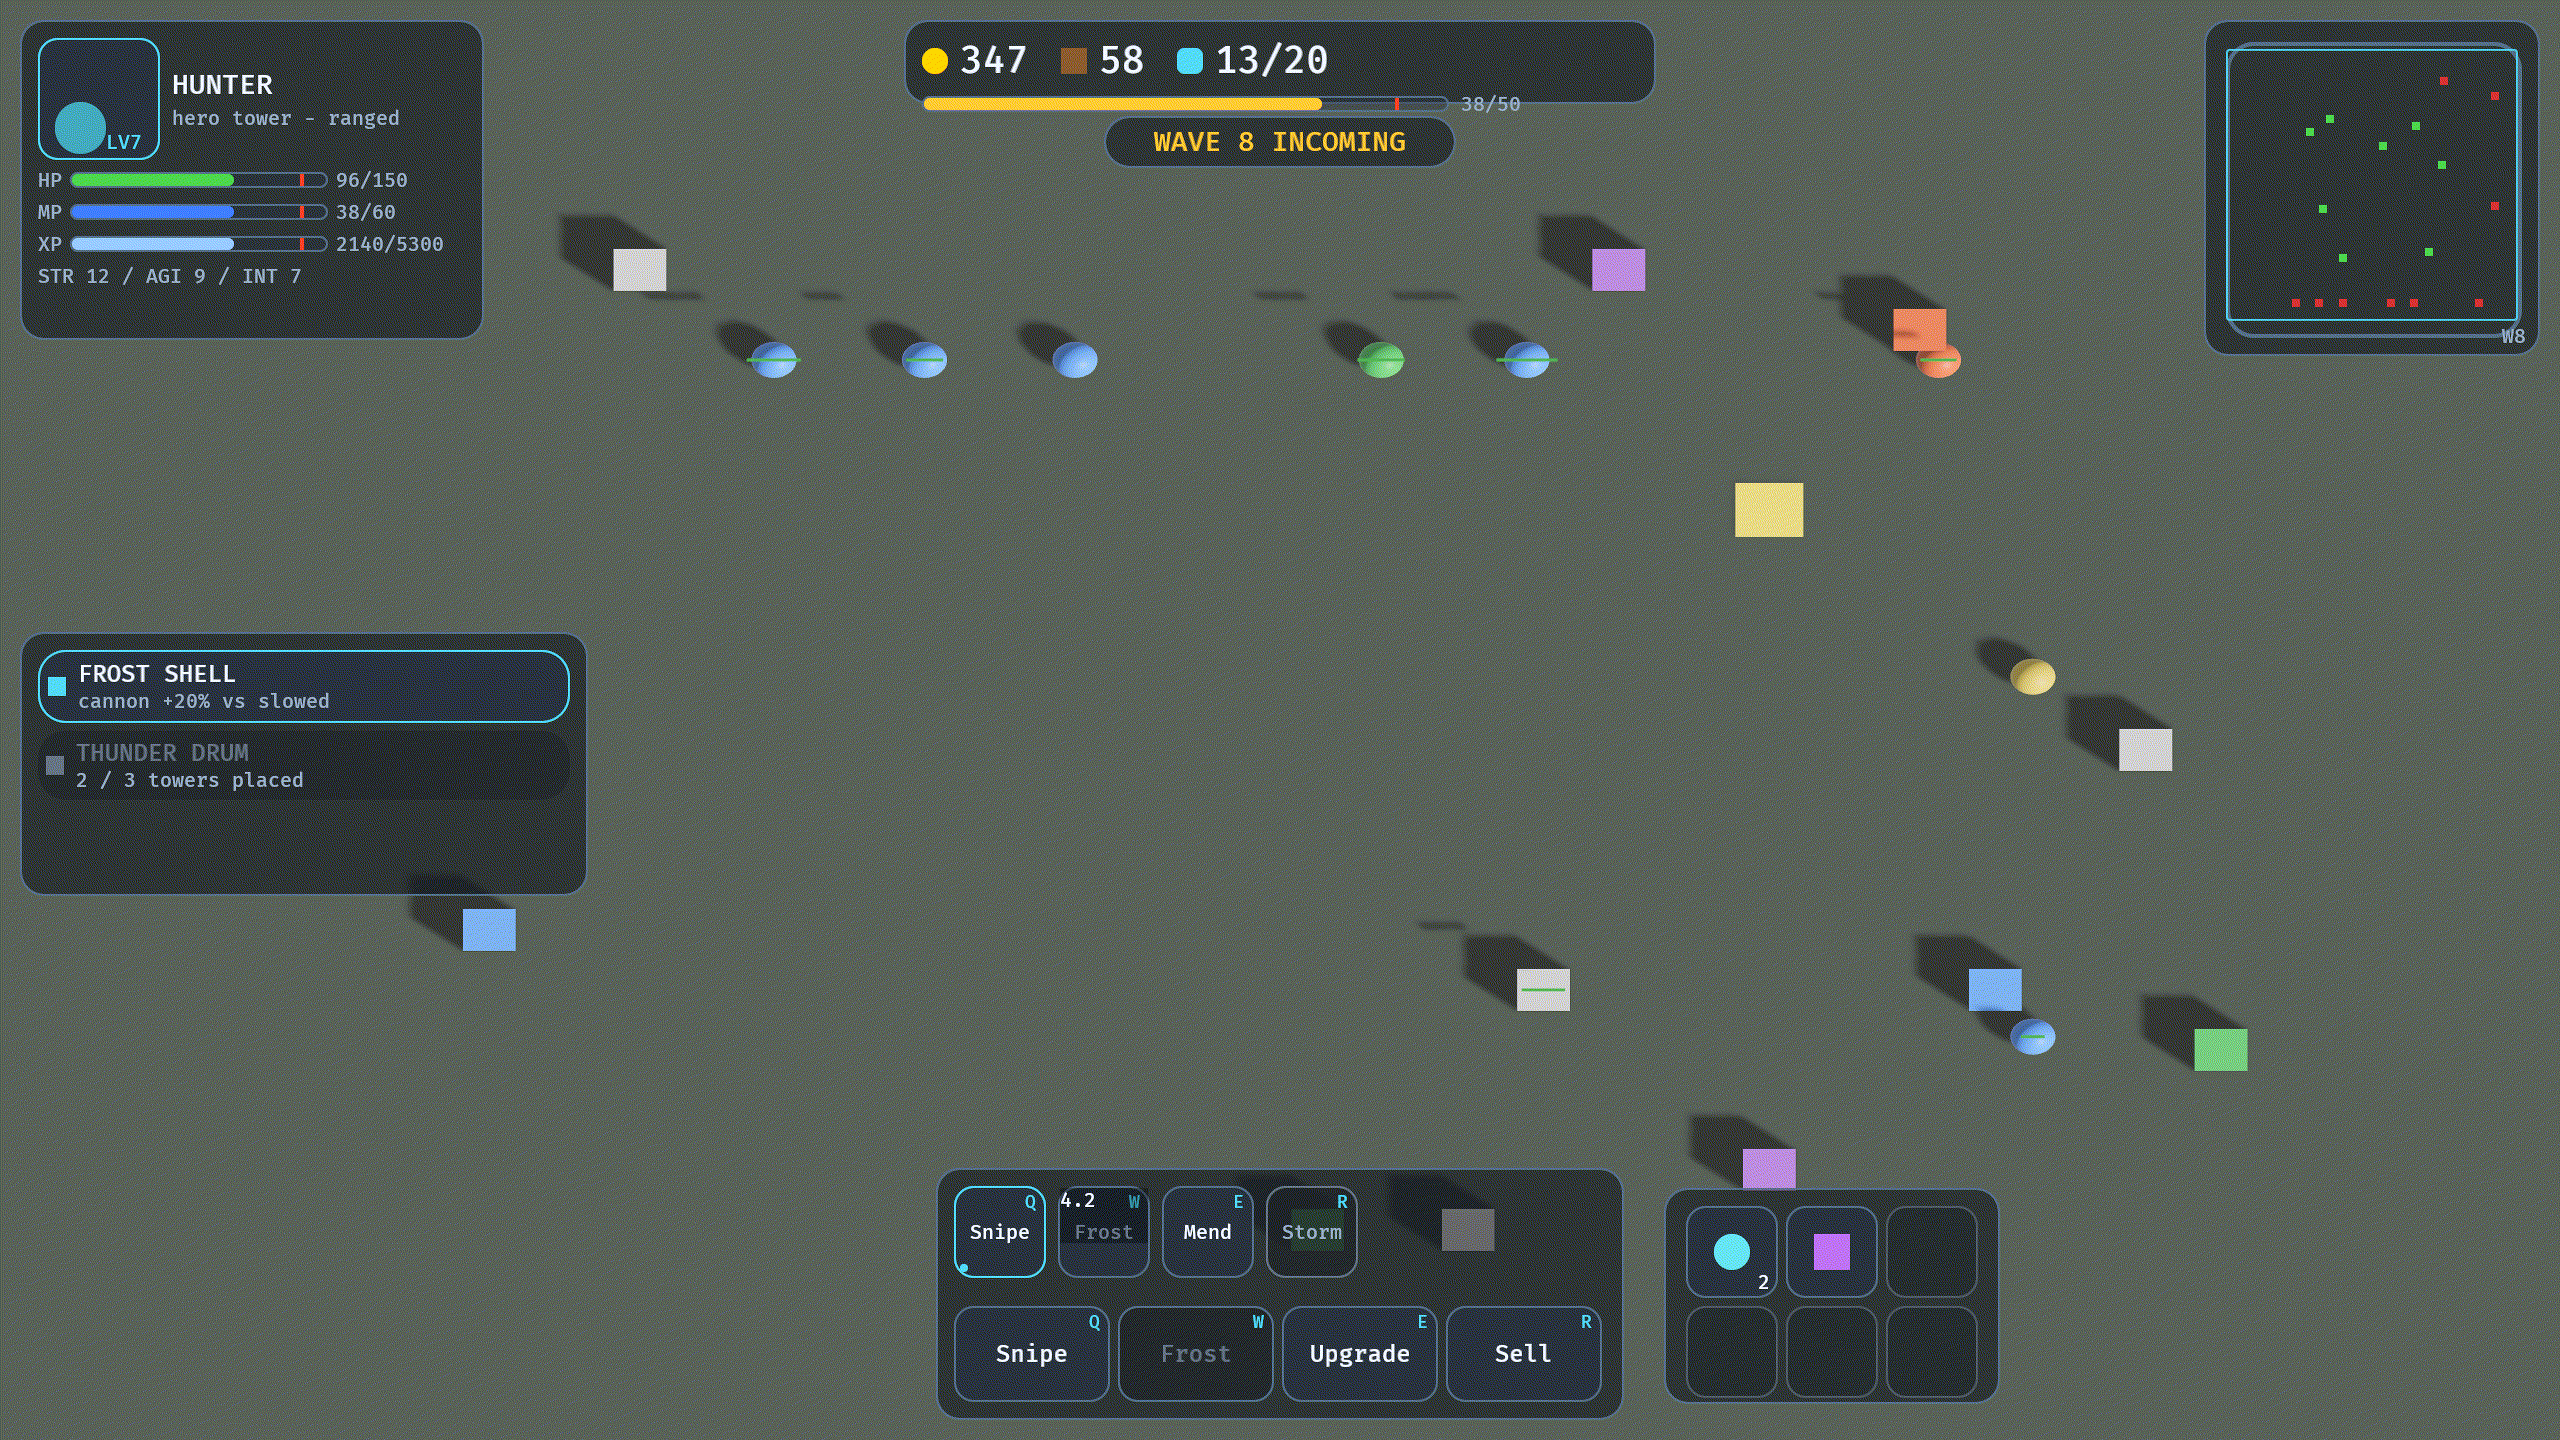 HUNTER
hero tower - ranged
LV7
HP 96/150
MP 38/60
XP 2140/5300
STR 12 / AGI 9 / INT 7
347 58 13/20
38/50
WAVE 8 INCOMING
W8
FROST SHELL
cannon +20% vs slowed
THUNDER DRUM
2 / 3 towers placed
Q
Snipe
4.2 W
Frost
E
Mend
R
Storm
Q
Snipe
W
Frost
E
Upgrade
R
Sell
2